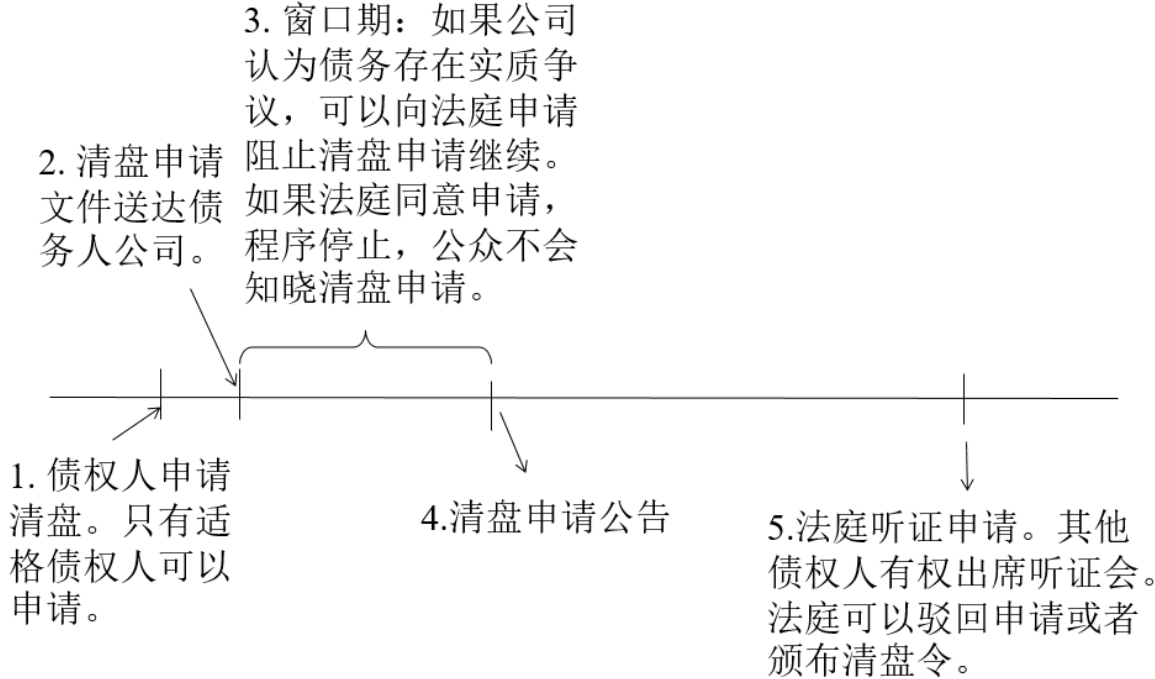 3. 窗口期：如果公司
认为债务存在实质争
议，可以向法庭申请
阻止清盘申请继续。
如果法庭同意申请，
程序停止，公众不会
知晓清盘申请。
2. 清盘申请
文件送达债
务人公司。
1. 债权人申请
清盘。只有适
格债权人可以
申请。
4.清盘申请公告
5.法庭听证申请。其他
债权人有权出席听证会。
法庭可以驳回申请或者
颁布清盘令。